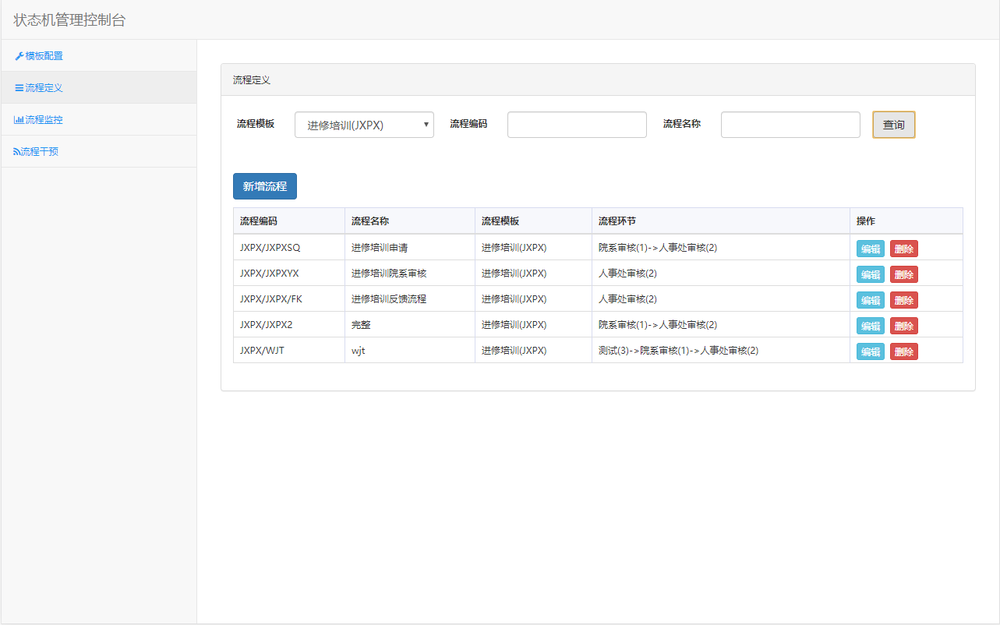 状态机管理控制台
模板配置
流程定义
流程监控
流程干预
流程定义
流程模板 进修培训(JXPX) 流程编码 流程名称 查询
新增流程
流程编码 流程名称 流程模板 流程环节 操作
JXPX/JXPXSQ 进修培训申请 进修培训(JXPX) 院系审核(1)->人事处审核(2) 编辑 删除
JXPX/JXPXYX 进修培训院系审核 进修培训(JXPX) 人事处审核(2) 编辑 删除
JXPX/JXPX/FK 进修培训反馈流程 进修培训(JXPX) 人事处审核(2) 编辑 删除
JXPX/JXPX2 完整 进修培训(JXPX) 院系审核(1)->人事处审核(2) 编辑 删除
JXPX/WJT wjt 进修培训(JXPX) 测试(3)->院系审核(1)->人事处审核(2) 编辑 删除